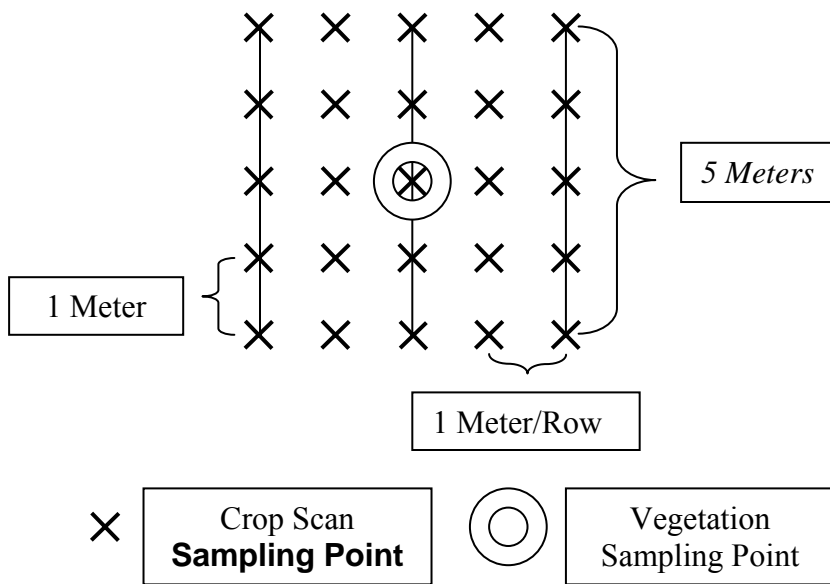 5 Meters
1 Meter
1 Meter/Row
Crop Scan
Sampling Point
Vegetation
Sampling Point